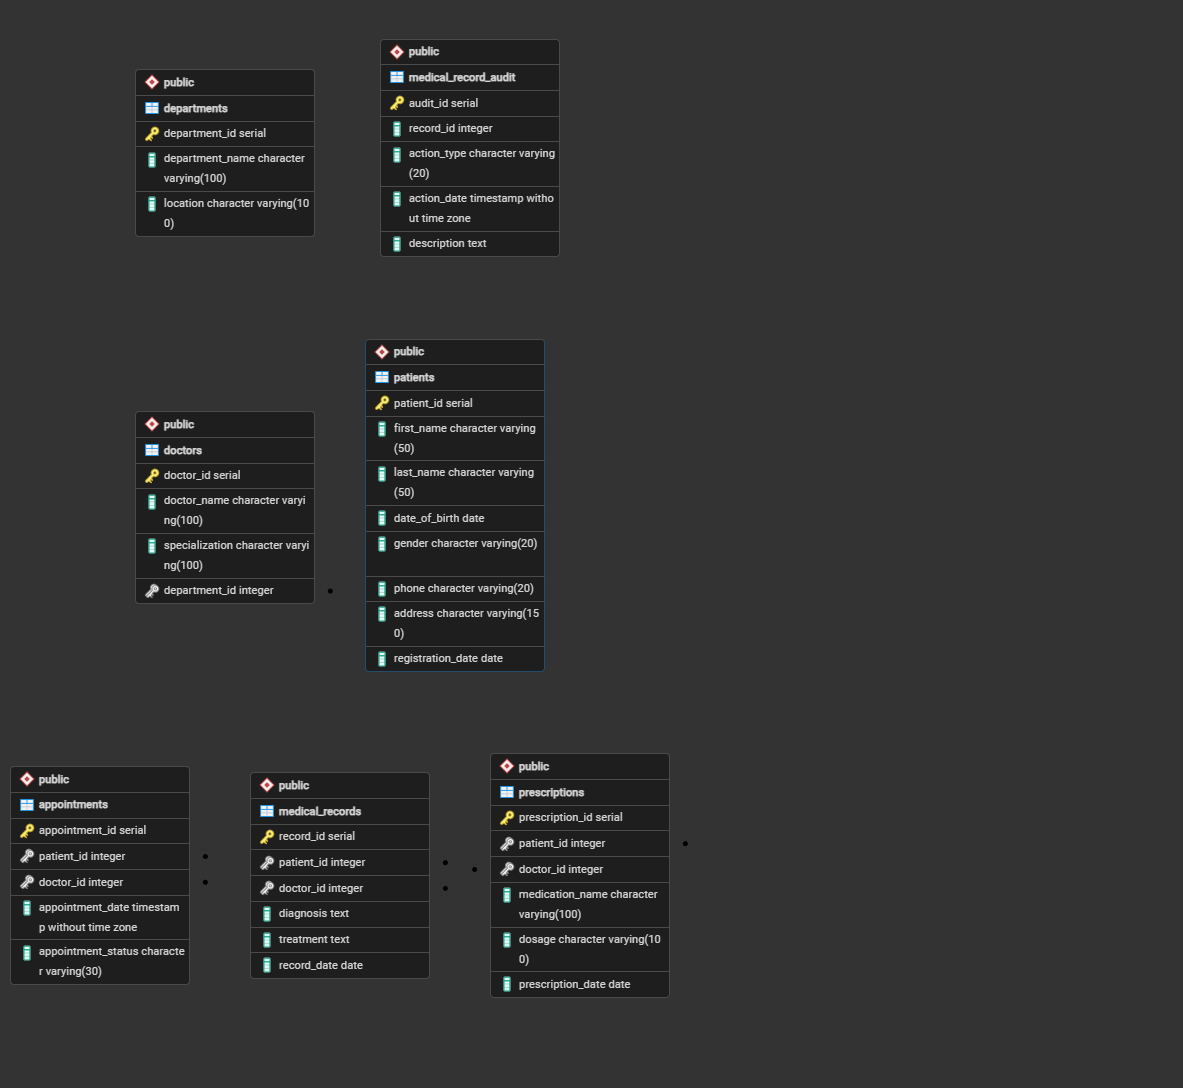 public
departments
department_id serial
department_name character
varying(100)
location character varying(10
0)
public
medical_record_audit
audit_id serial
record_id integer
action_type character varying
(20)
action_date timestamp witho
ut time zone
description text
public
doctors
doctor_id serial
doctor_name character varyi
ng(100)
specialization character varyi
ng(100)
department_id integer
public
patients
patient_id serial
first_name character varying
(50)
last_name character varying
(50)
date_of_birth date
gender character varying(20)
phone character varying(20)
address character varying(15
0)
registration_date date
public
appointments
appointment_id serial
patient_id integer
doctor_id integer
appointment_date timestam
p without time zone
appointment_status characte
r varying(30)
public
medical_records
record_id serial
patient_id integer
doctor_id integer
diagnosis text
treatment text
record_date date
public
prescriptions
prescription_id serial
patient_id integer
doctor_id integer
medication_name character
varying(100)
dosage character varying(10
0)
prescription_date date